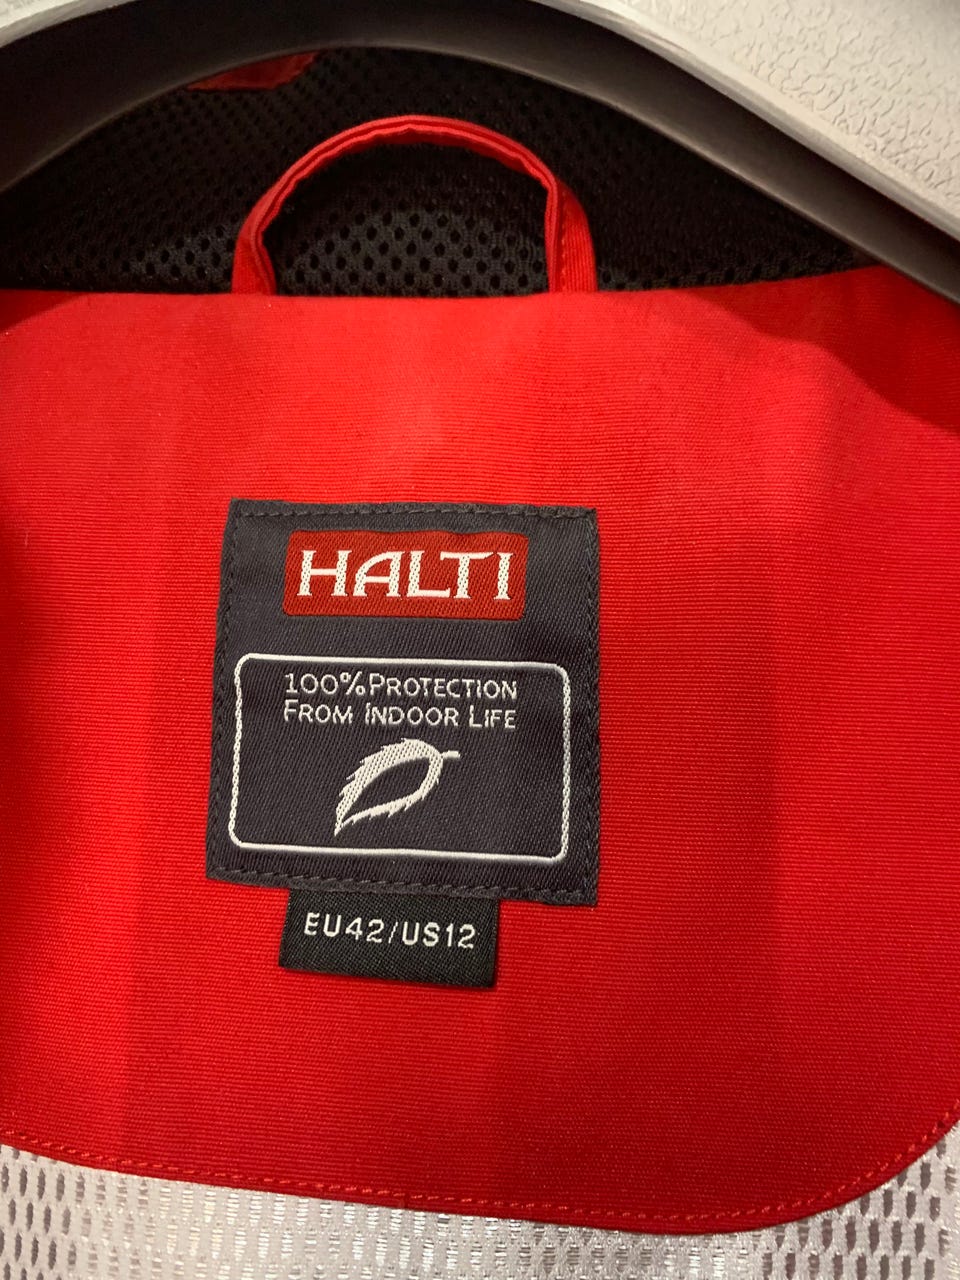 HALTI
100% PROTECTION
FROM INDOOR LIFE
EU42/US12